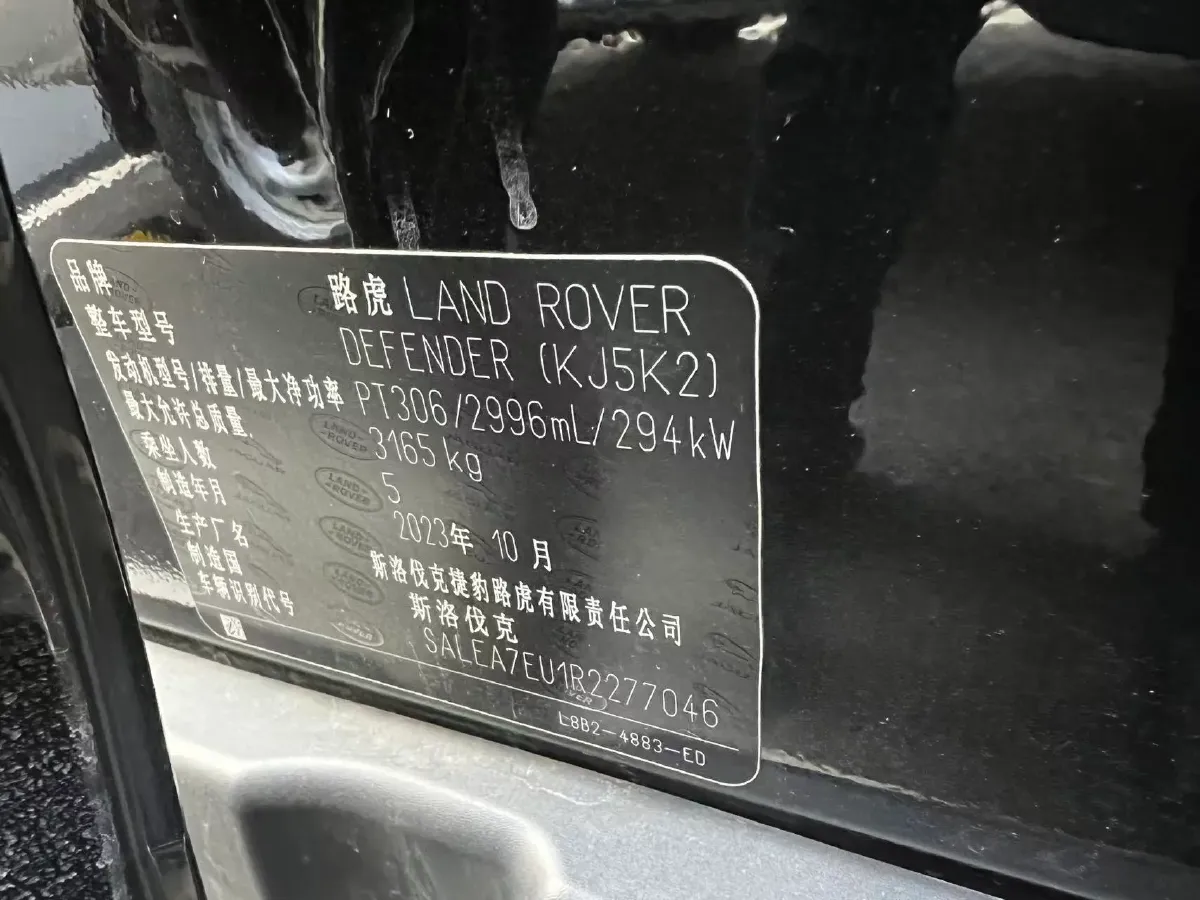 品牌 路虎 LAND ROVER
整车型号 DEFENDER (KJ5K2)
发动机型号/排量/最大净功率 PT306/2996mL/294kW
最大允许总质量 3165 kg
乘坐人数 5
制造年月 2023年 10 月
生产厂名 斯洛伐克捷豹路虎有限责任公司
制造国 斯洛伐克
车辆识别代号 SALEA7EU1R2277046
L8B2-4883-ED